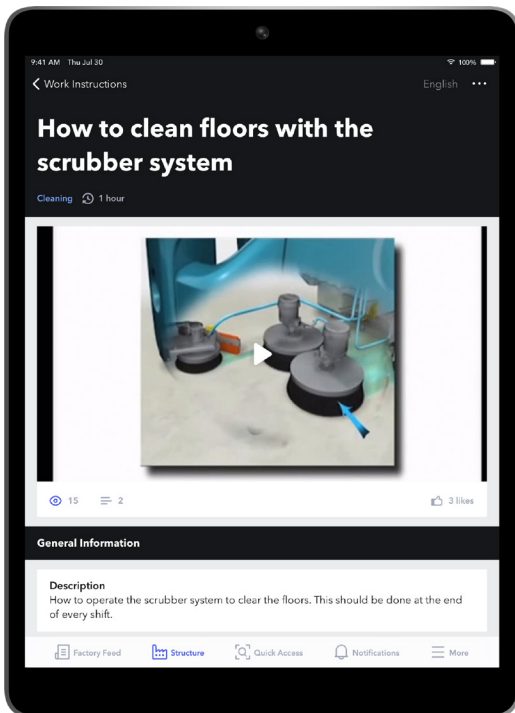 9:41 AM Thu Jul 30
100%
Work Instructions
English
How to clean floors with the
scrubber system
Cleaning
1 hour
15
2
3 likes
General Information
Description
How to operate the scrubber system to clear the floors. This should be done at the end
of every shift.
Factory Feed
Structure
Quick Access
Notifications
More